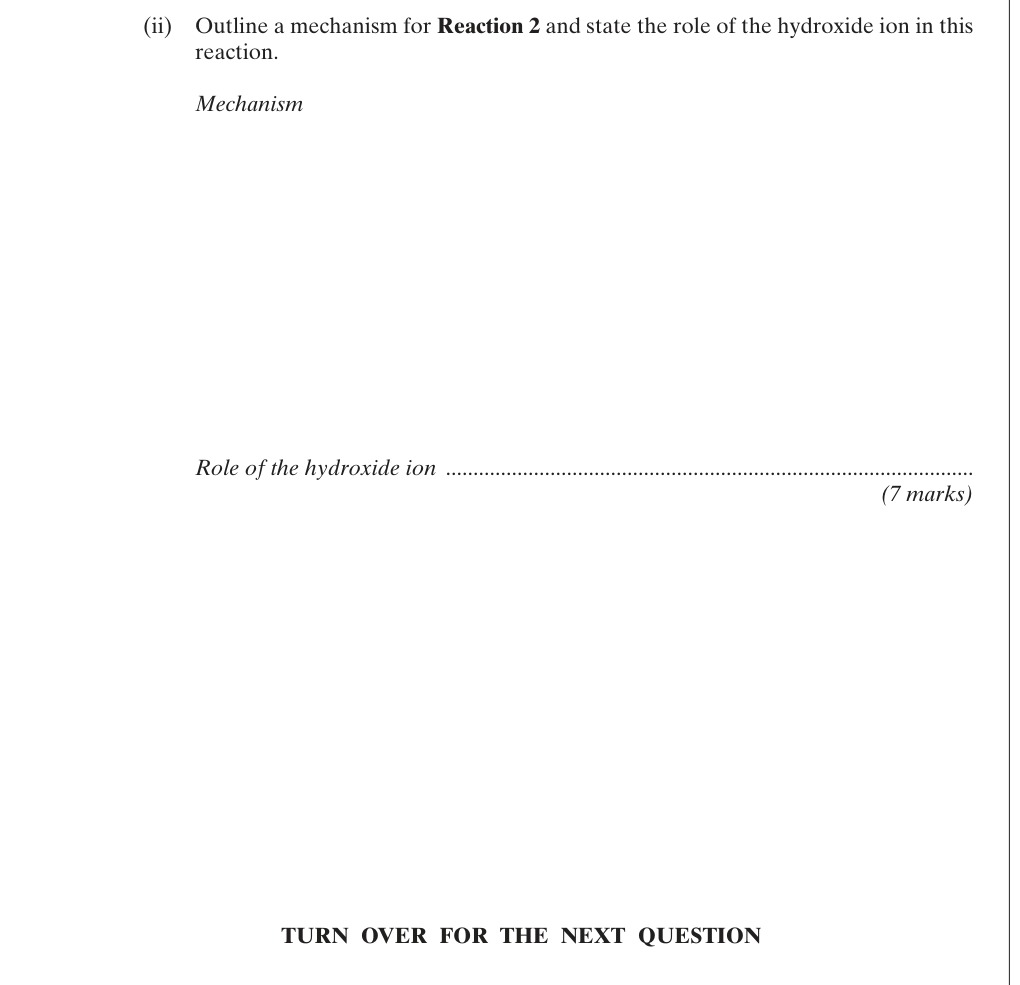 (ii) Outline a mechanism for Reaction 2 and state the role of the hydroxide ion in this
reaction.
Mechanism
Role of the hydroxide ion ................................................................................................
(7 marks)
TURN OVER FOR THE NEXT QUESTION